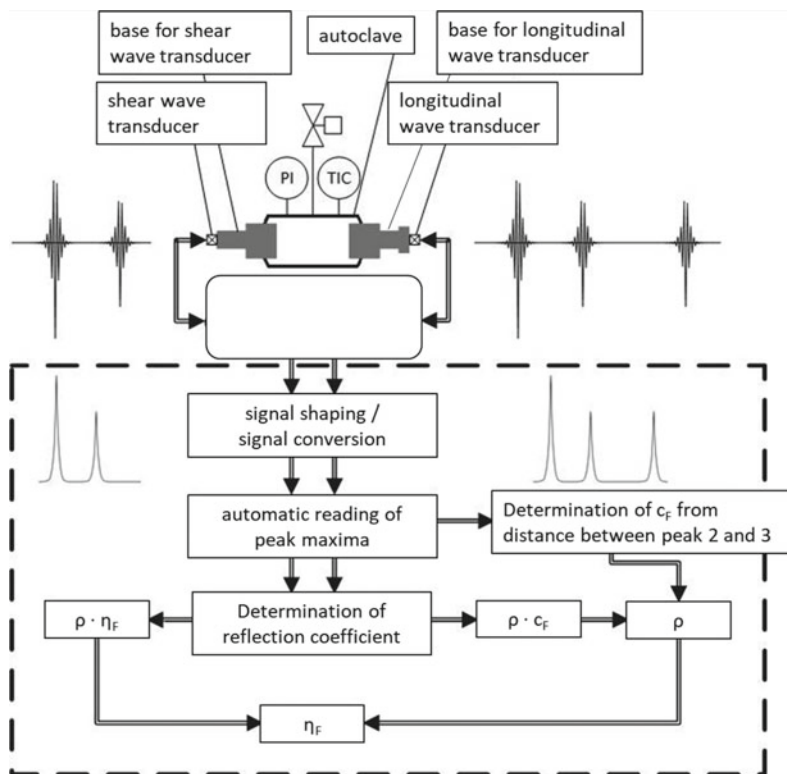 base for shear
wave transducer
autoclave
base for longitudinal
wave transducer
shear wave
transducer
longitudinal
wave transducer
PI
TIC
signal shaping /
signal conversion
automatic reading of
peak maxima
Determination of c_F from
distance between peak 2 and 3
ρ · η_F
Determination of
reflection coefficient
ρ · c_F
ρ
η_F